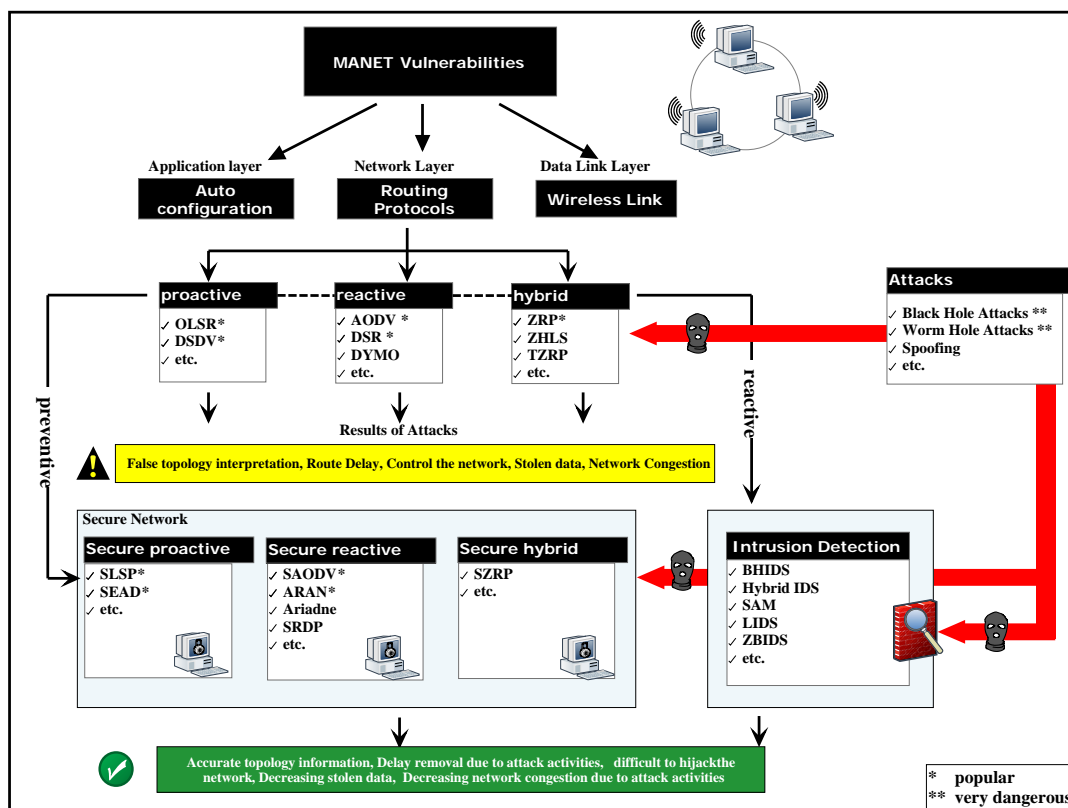 MANET Vulnerabilities
Application layer
Network Layer
Data Link Layer
Auto
configuration
Routing
Protocols
Wireless Link
proactive
✓ OLSR*
✓ DSDV*
✓ etc.
reactive
✓ AODV *
✓ DSR *
✓ DYMO
✓ etc.
hybrid
✓ ZRP*
✓ ZHLS
✓ TZRP
✓ etc.
Attacks
✓ Black Hole Attacks **
✓ Worm Hole Attacks **
✓ Spoofing
✓ etc.
preventive
reactive
Results of Attacks
False topology interpretation, Route Delay, Control the network, Stolen data, Network Congestion
Secure Network
Secure proactive
✓ SLSP*
✓ SEAD*
✓ etc.
Secure reactive
✓ SAODV*
✓ ARAN*
✓ Ariadne
✓ SRDP
✓ etc.
Secure hybrid
✓ SZRP
✓ etc.
Intrusion Detection
✓ BHIDS
✓ Hybrid IDS
✓ SAM
✓ LIDS
✓ ZBIDS
✓ etc.
Accurate topology information, Delay removal due to attack activities, difficult to hijackthe
network, Decreasing stolen data, Decreasing network congestion due to attack activities
* popular
** very dangerous